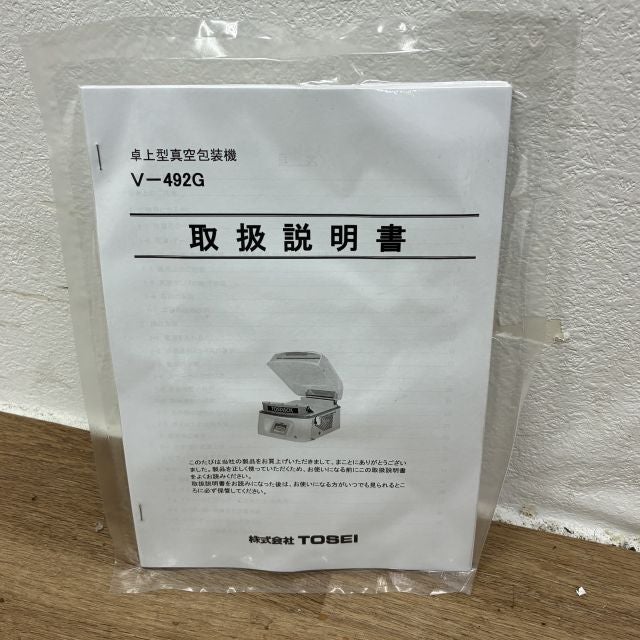 卓上型真空包装機
V-492G
取扱説明書
TOSPACK
このたびは当社の製品をお買上げいただきまして、まことにありがとうござい
ました。製品を正しく使っていただくため、お使いになる前にこの取扱説明書
をよくお読みください。
取扱説明書をお読みになった後は、お使いになる方がいつでも見られるとこ
ろに必ず保管してください。
株式会社 TOSEI